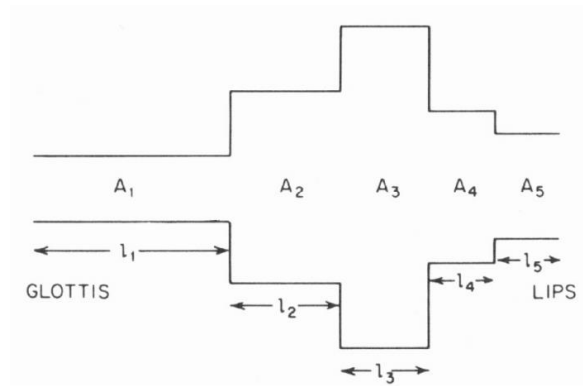 A₁ A₂ A₃ A₄ A₅
l₁
l₅
GLOTTIS l₄ LIPS
l₂
l₃